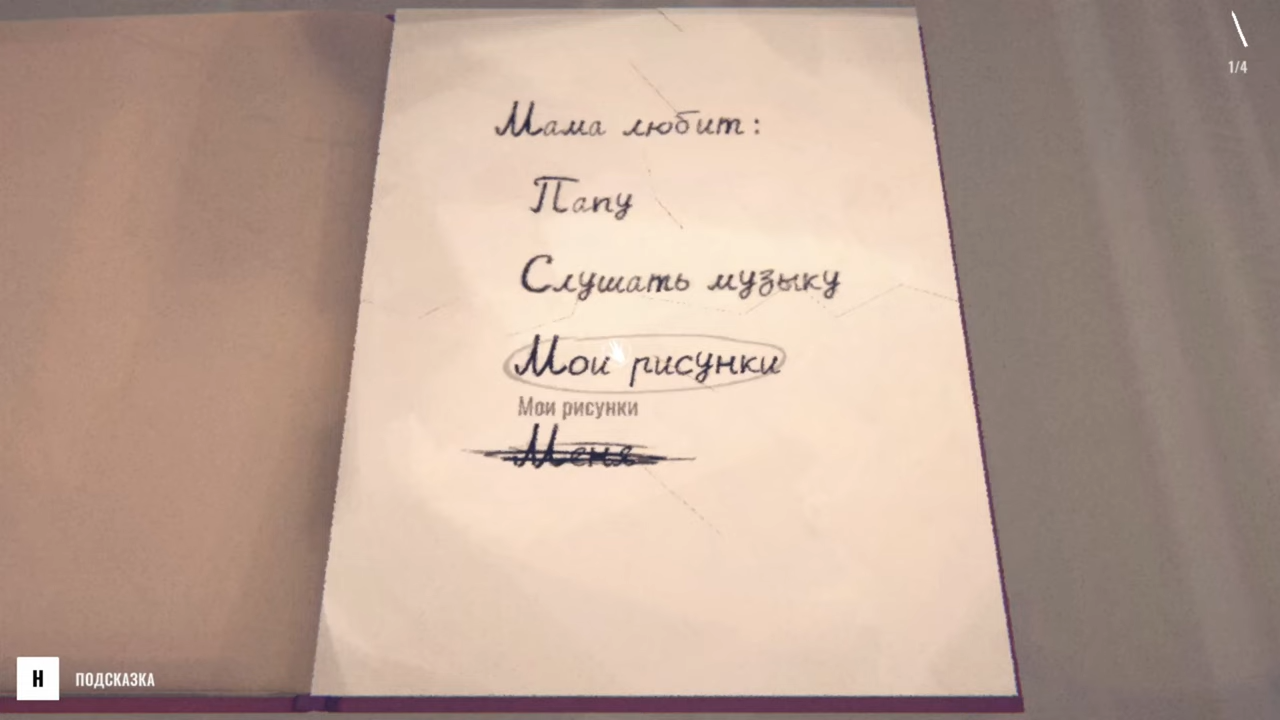 1/4
Мама любит:
Папу
Слушать музыку
Мои рисунки
Мои рисунки
Меня
H ПОДСКАЗКА